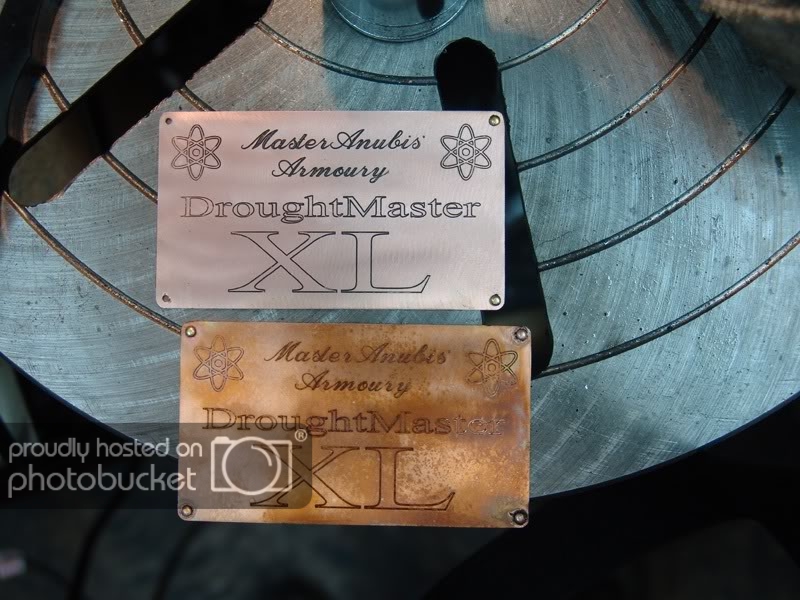 MasterAnubis
Armoury
DroughtMaster
XL
MasterAnubis
Armoury
DroughtMaster
XL
proudly hosted on
photobucket®